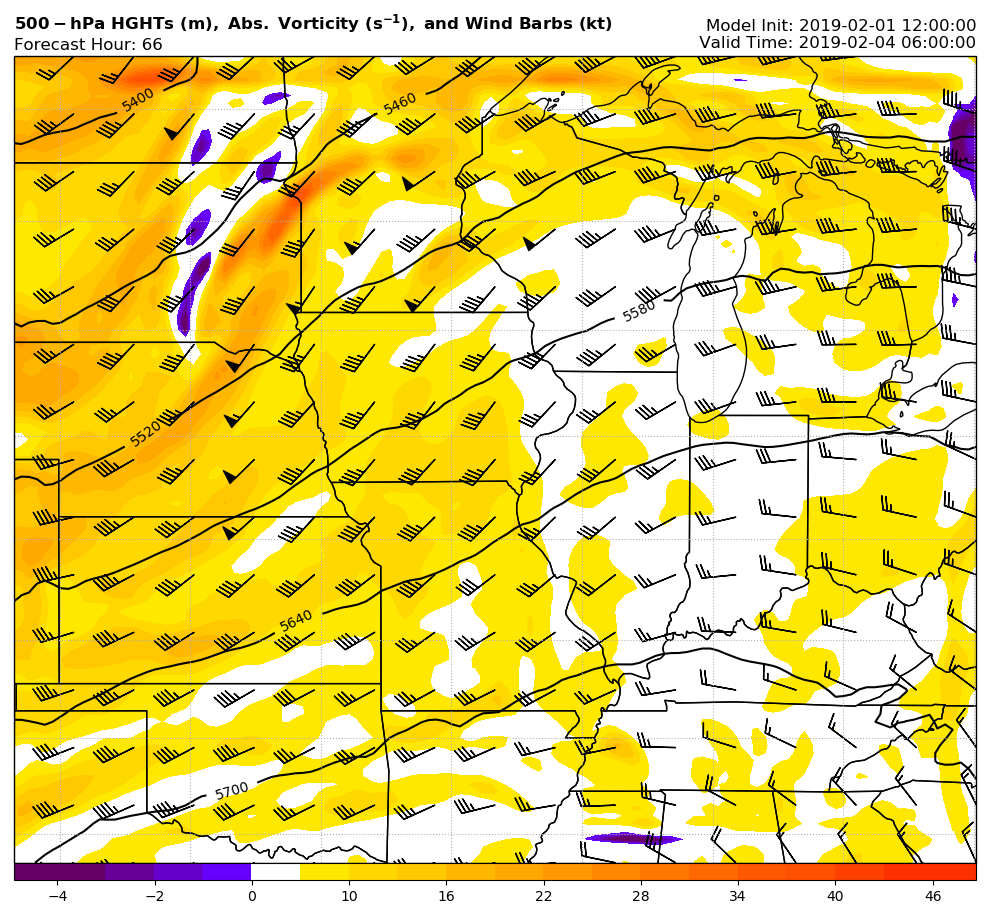 500 − hPa HGHTs (m), Abs. Vorticity (s⁻¹), and Wind Barbs (kt)
Model Init: 2019-02-01 12:00:00
Forecast Hour: 66
Valid Time: 2019-02-04 06:00:00
5400
5460
5580
5520
5640
5700
−4 −2 0 10 16 22 28 34 40 46